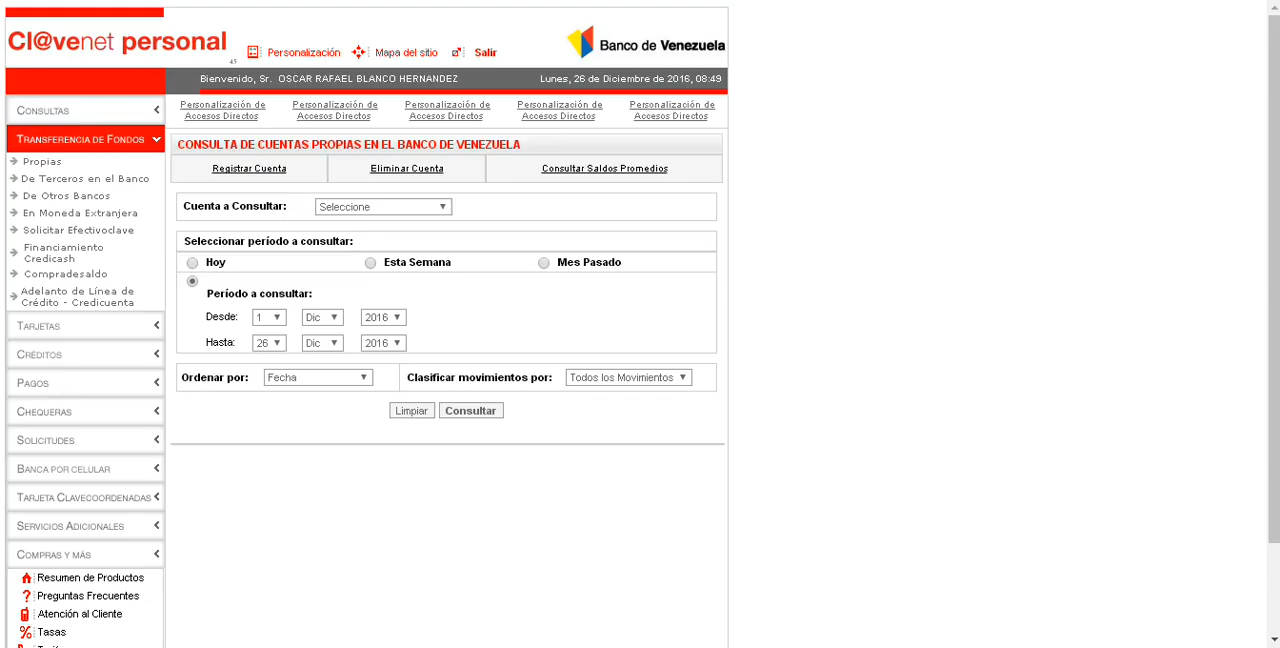 Cl@venet personal
4.5
Personalización
Mapa del sitio
Salir
Banco de Venezuela
Bienvenido, Sr. OSCAR RAFAEL BLANCO HERNANDEZ
Lunes, 26 de Diciembre de 2016, 08:49
CONSULTAS
TRANSFERENCIA DE FONDOS
Propias
De Terceros en el Banco
De Otros Bancos
En Moneda Extranjera
Solicitar Efectivoclave
Financiamiento
Credicash
Compradesaldo
Adelanto de Línea de
Crédito - Credicuenta
TARJETAS
CRÉDITOS
PAGOS
CHEQUERAS
SOLICITUDES
BANCA POR CELULAR
TARJETA CLAVECOORDENADAS
SERVICIOS ADICIONALES
COMPRAS Y MÁS
Resumen de Productos
Preguntas Frecuentes
Atención al Cliente
Tasas
Personalización de
Accesos Directos
Personalización de
Accesos Directos
Personalización de
Accesos Directos
Personalización de
Accesos Directos
Personalización de
Accesos Directos
CONSULTA DE CUENTAS PROPIAS EN EL BANCO DE VENEZUELA
Registrar Cuenta
Eliminar Cuenta
Consultar Saldos Promedios
Cuenta a Consultar: Seleccione
Seleccionar período a consultar:
Hoy
Esta Semana
Mes Pasado
Período a consultar:
Desde: 1 Dic 2016
Hasta: 26 Dic 2016
Ordenar por: Fecha
Clasificar movimientos por: Todos los Movimientos
Limpiar
Consultar